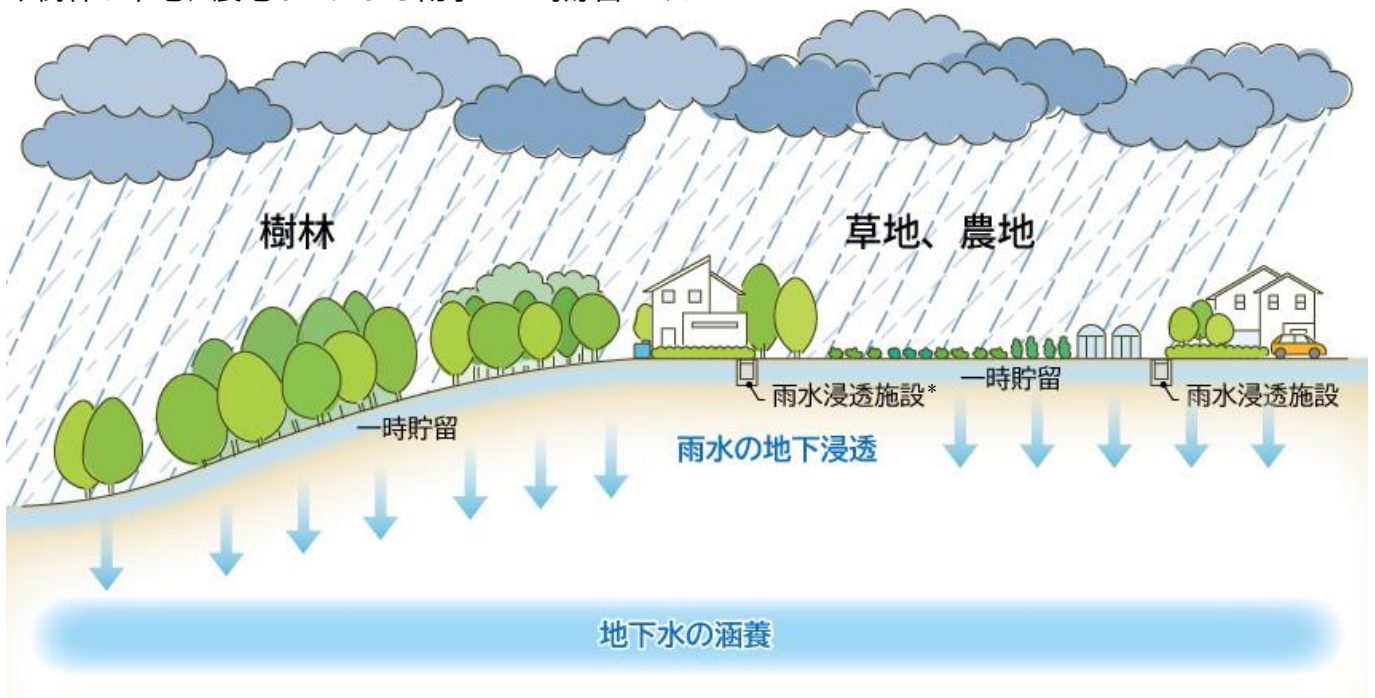 樹林
草地、農地
一時貯留
雨水浸透施設*
一時貯留
雨水浸透施設
雨水の地下浸透
地下水の涵養